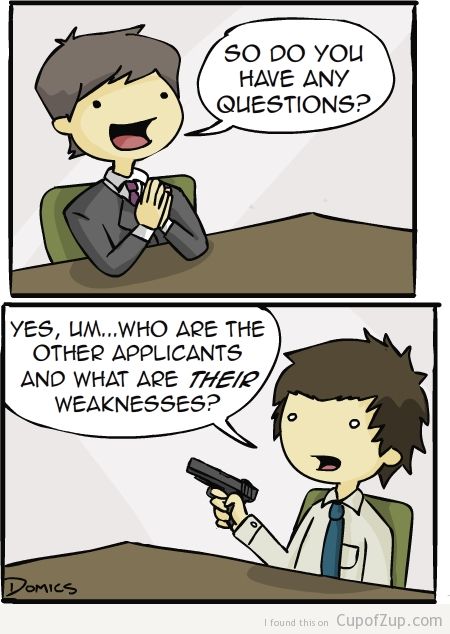 SO DO YOU
HAVE ANY
QUESTIONS?
YES, UM...WHO ARE THE
OTHER APPLICANTS
AND WHAT ARE THEIR
WEAKNESSES?
DOMICS
I found this on CupofZup.com